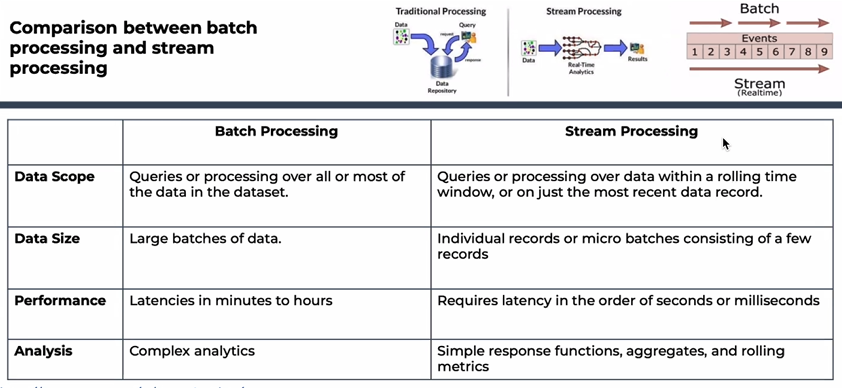 Comparison between batch
processing and stream
processing
Traditional Processing
Data
Query
request
response
Data
Repository
Stream Processing
Data
Real-Time
Analytics
Results
Batch
Events
1 2 3 4 5 6 7 8 9
Stream
(Realtime)
Batch Processing
Stream Processing
Data Scope
Queries or processing over all or most of
the data in the dataset.
Queries or processing over data within a rolling time
window, or on just the most recent data record.
Data Size
Large batches of data.
Individual records or micro batches consisting of a few
records
Performance
Latencies in minutes to hours
Requires latency in the order of seconds or milliseconds
Analysis
Complex analytics
Simple response functions, aggregates, and rolling
metrics